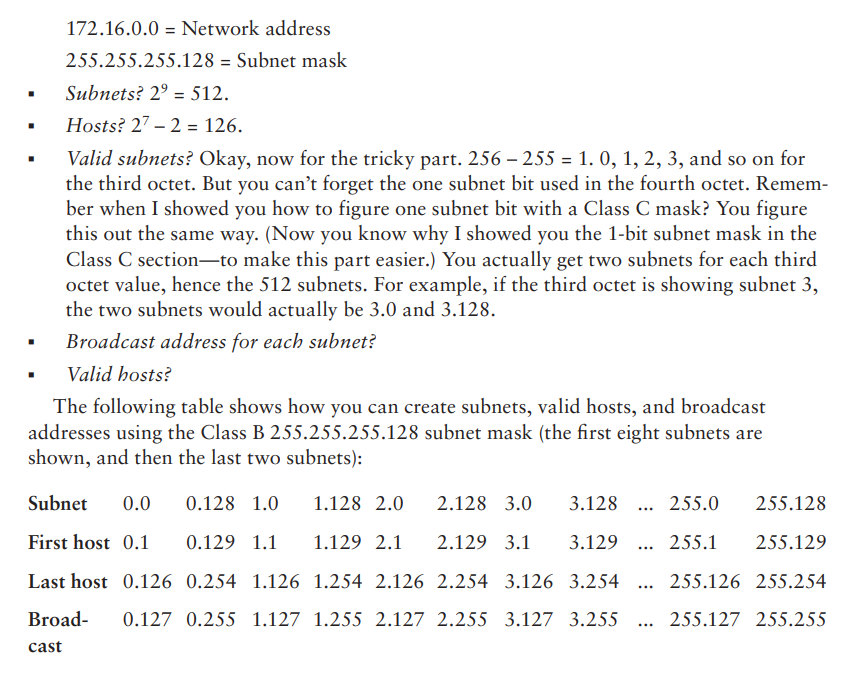 172.16.0.0 = Network address
255.255.255.128 = Subnet mask
▪ Subnets? 2⁹ = 512.
▪ Hosts? 2⁷ – 2 = 126.
▪ Valid subnets? Okay, now for the tricky part. 256 – 255 = 1. 0, 1, 2, 3, and so on for
the third octet. But you can’t forget the one subnet bit used in the fourth octet. Remem-
ber when I showed you how to figure one subnet bit with a Class C mask? You figure
this out the same way. (Now you know why I showed you the 1-bit subnet mask in the
Class C section—to make this part easier.) You actually get two subnets for each third
octet value, hence the 512 subnets. For example, if the third octet is showing subnet 3,
the two subnets would actually be 3.0 and 3.128.
▪ Broadcast address for each subnet?
▪ Valid hosts?
The following table shows how you can create subnets, valid hosts, and broadcast
addresses using the Class B 255.255.255.128 subnet mask (the first eight subnets are
shown, and then the last two subnets):
Subnet 0.0 0.128 1.0 1.128 2.0 2.128 3.0 3.128 ... 255.0 255.128
First host 0.1 0.129 1.1 1.129 2.1 2.129 3.1 3.129 ... 255.1 255.129
Last host 0.126 0.254 1.126 1.254 2.126 2.254 3.126 3.254 ... 255.126 255.254
Broad- 0.127 0.255 1.127 1.255 2.127 2.255 3.127 3.255 ... 255.127 255.255
cast